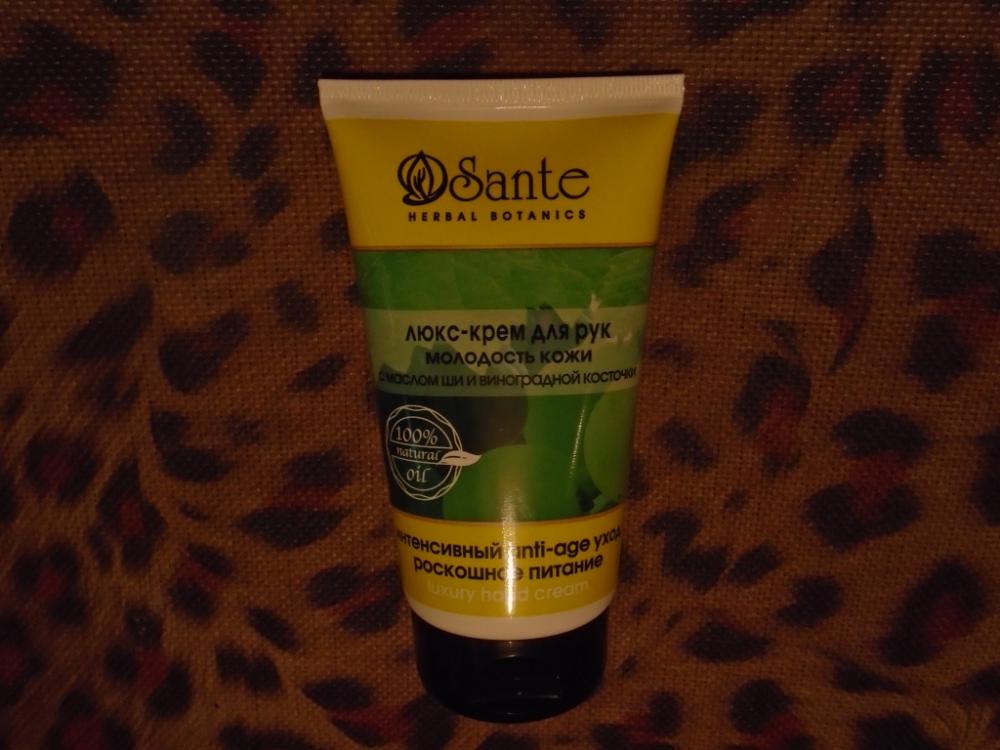 Sante
HERBAL BOTANICS
люкс-крем для рук
молодость кожи
с маслом ши и виноградной косточки
100%
natural
oil
интенсивный anti-age уход
роскошное питание
luxury hand cream